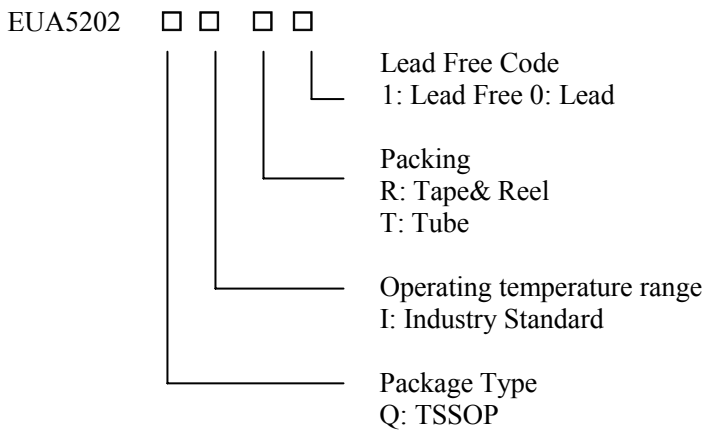 EUA5202 □ □ □ □
Lead Free Code
1: Lead Free 0: Lead
Packing
R: Tape& Reel
T: Tube
Operating temperature range
I: Industry Standard
Package Type
Q: TSSOP